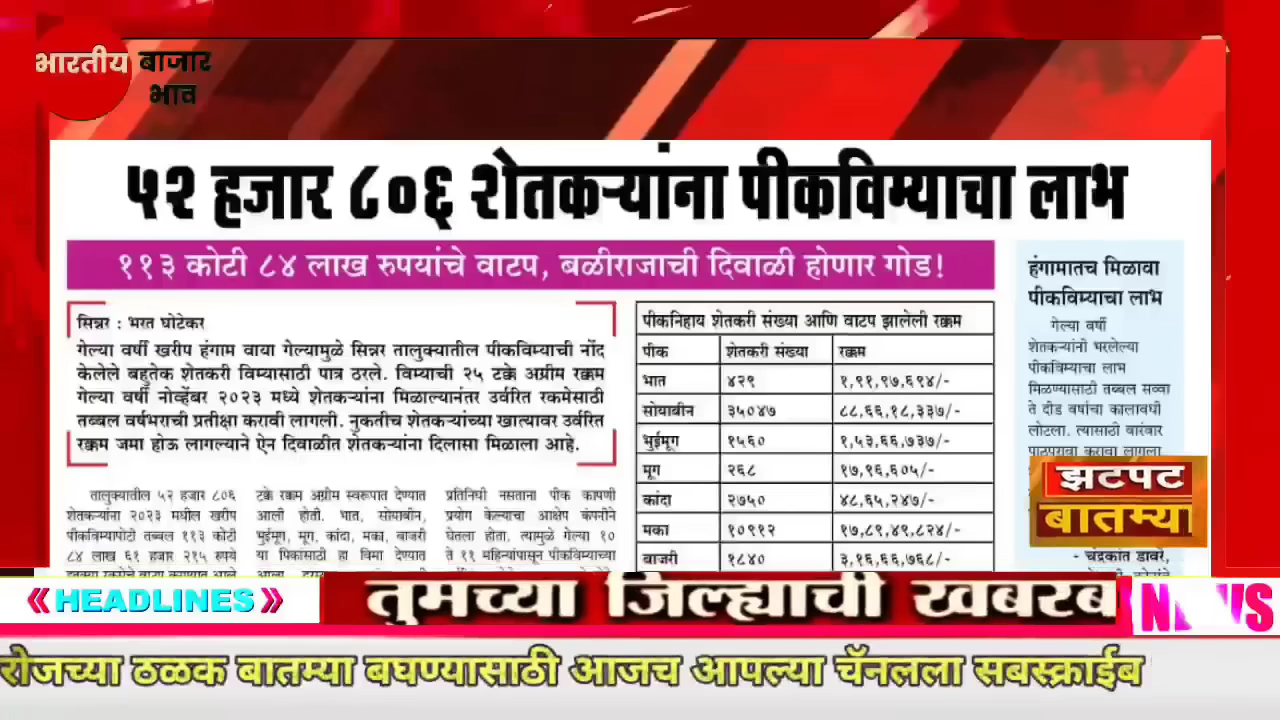 भारतीय बाजार
भाव
५२ हजार ८०६ शेतकऱ्यांना पीकविम्याचा लाभ
११३ कोटी ८४ लाख रुपयांचे वाटप, बळीराजाची दिवाळी होणार गोड!
सिन्नर : भरत घोटेकर
गेल्या वर्षी खरीप हंगाम वाया गेल्यामुळे सिन्नर तालुक्यातील पीकविम्याची नोंद
केलेले बहुतेक शेतकरी विम्यासाठी पात्र ठरले. विम्याची २५ टक्के अग्रीम रक्कम
गेल्या वर्षी नोव्हेंबर २०२३ मध्ये शेतकऱ्यांना मिळाल्यानंतर उर्वरित रकमेसाठी
तब्बल वर्षभराची प्रतीक्षा करावी लागली. नुकतीच शेतकऱ्यांच्या खात्यावर उर्वरित
रक्कम जमा होऊ लागल्याने ऐन दिवाळीत शेतकऱ्यांना दिलासा मिळाला आहे.
तालुक्यातील ५२ हजार ८०६
शेतकऱ्यांना २०२३ मधील खरीप
पीकविम्यापोटी तब्बल ११३ कोटी
८४ लाख ६१ हजार २१५ रुपये
टक्के रक्कम अग्रीम स्वरूपात देण्यात
आली होती. भात, सोयाबीन,
भुईमूग, मूग, कांदा, मका, बाजरी
या पिकांसाठी हा विमा देण्यात
प्रतिनिधी नसताना पीक कापणी
प्रयोग केल्याचा आक्षेप कंपनीने
घेतला होता. त्यामुळे गेल्या १०
ते ११ महिन्यांपासून पीकविम्याच्या
पीकनिहाय शेतकरी संख्या आणि वाटप झालेली रक्कम
पीक शेतकरी संख्या रक्कम
भात ४२९ १,९१,९७,६९४/-
सोयाबीन ३५०४७ ८८,६६,१८,३३७/-
भुईमूग १५६० १,५३,६६,७३७/-
मूग २६८ १७,९६,६०५/-
कांदा २७५० ४८,६५,२४७/-
मका १०९१२ १७,८९,४९,८२४/-
बाजरी १८४० ३,१६,६६,७६८/-
हंगामातच मिळावा
पीकविम्याचा लाभ
गेल्या वर्षी
शेतकऱ्यांनी भरलेल्या
पीकविम्याचा लाभ
मिळण्यासाठी तब्बल सव्वा
ते दीड वर्षाचा कालावधी
लोटला. त्यासाठी वारंवार
पाठपुरावा करावा लागला
झटपट
बातम्या
- चंद्रकांत डावरे,
HEADLINES
तुमच्या जिल्ह्याची खबरब
NEWS
रोजच्या ठळक बातम्या बघण्यासाठी आजच आपल्या चॅनलला सबस्क्राईब